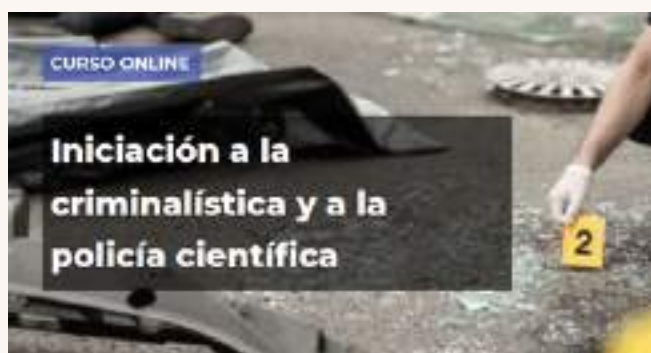 CURSO ONLINE
Iniciación a la
criminalística y a la
policía científica
2